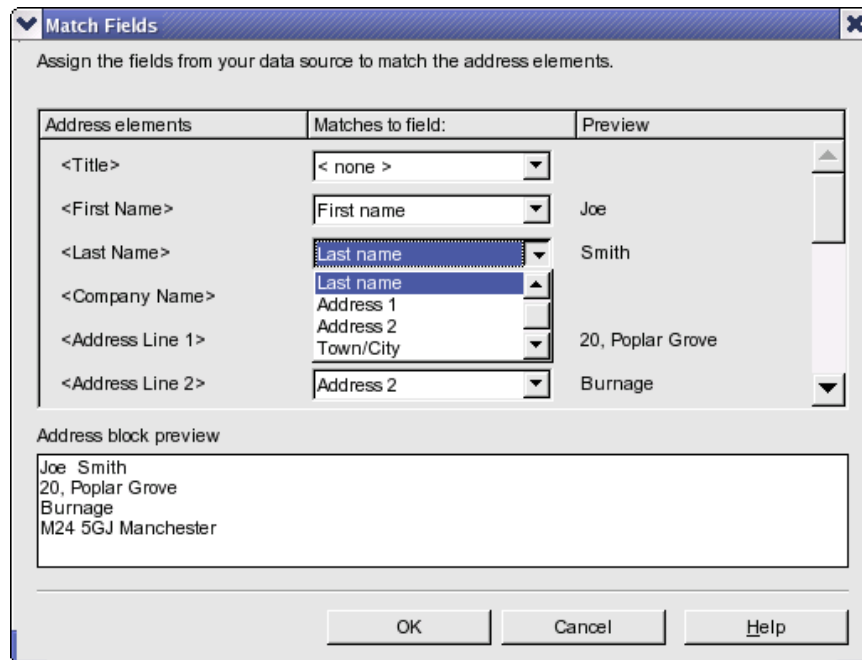 Match Fields
Assign the fields from your data source to match the address elements.
Address elements Matches to field: Preview
<Title> < none >
<First Name> First name Joe
<Last Name> Last name Smith
Last name
<Company Name>
Address 1
Address 2
<Address Line 1> 20, Poplar Grove
Town/City
<Address Line 2> Address 2 Burnage
Address block preview
Joe  Smith
20, Poplar Grove
Burnage
M24 5GJ Manchester
OK Cancel Help